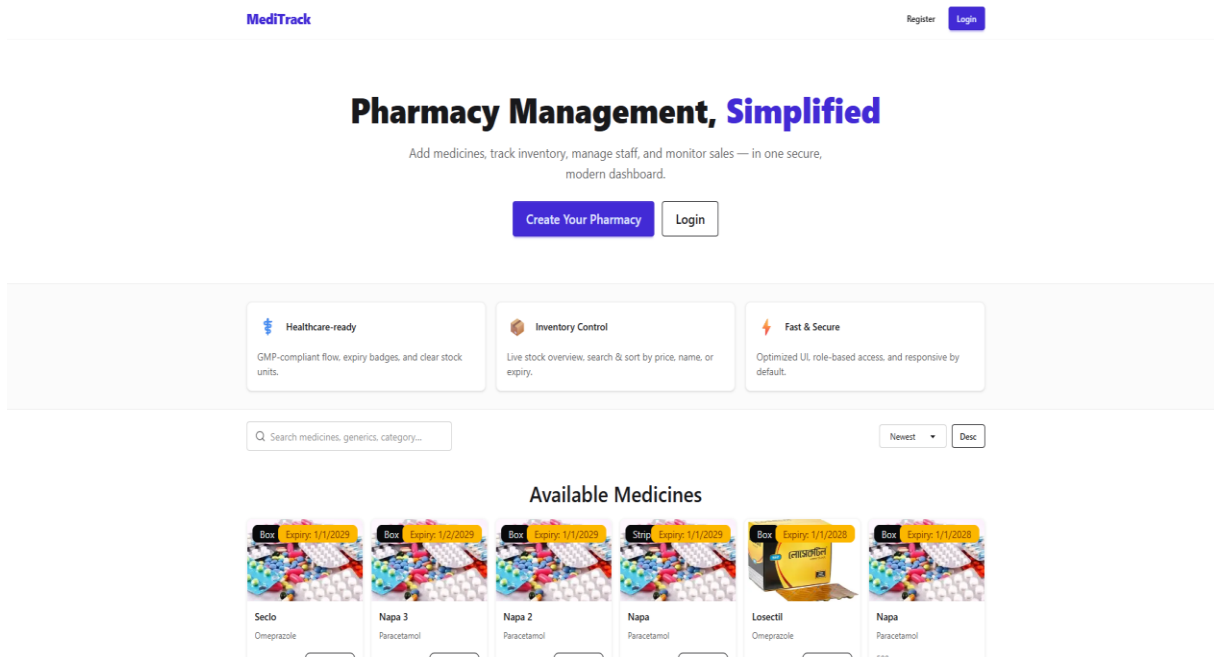 MediTrack
Register
Login
Pharmacy Management, Simplified
Add medicines, track inventory, manage staff, and monitor sales — in one secure,
modern dashboard.
Create Your Pharmacy
Login
Healthcare-ready
GMP-compliant flow, expiry badges, and clear stock
units.
Inventory Control
Live stock overview, search & sort by price, name, or
expiry.
Fast & Secure
Optimized UI, role-based access, and responsive by
default.
Search medicines, generics, category...
Newest
Desc
Available Medicines
Box
Expiry: 1/1/2029
Seclo
Omeprazole
Box
Expiry: 1/2/2029
Napa 3
Paracetamol
Box
Expiry: 1/1/2029
Napa 2
Paracetamol
Strip
Expiry: 1/1/2029
Napa
Paracetamol
Box
Expiry: 1/1/2028
লোসেকটিল
Losectil
Omeprazole
Box
Expiry: 1/1/2028
Napa
Paracetamol